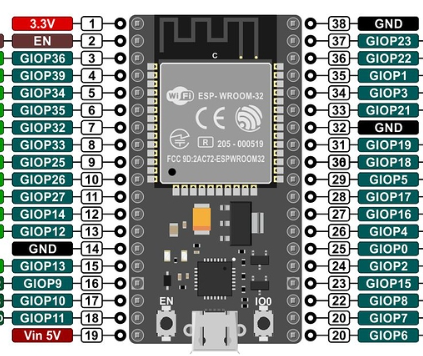 3.3V 1 38 GND
EN 2 37 GIOP23
GIOP36 3 36 GIOP22
GIOP39 4 35 GIOP1
GIOP34 5 34 GIOP3
GIOP35 6 33 GIOP21
GIOP32 7 32 GND
GIOP33 8 31 GIOP19
GIOP25 9 30 GIOP18
GIOP26 10 29 GIOP5
GIOP27 11 28 GIOP17
GIOP14 12 27 GIOP16
GIOP12 13 26 GIOP4
GND 14 25 GIOP0
GIOP13 15 24 GIOP2
GIOP9 16 23 GIOP15
GIOP10 17 22 GIOP8
GIOP11 18 20 GIOP7
Vin 5V 19 20 GIOP6
C
WiFi ESP-WROOM-32
CE
R 205-000519
FCC 9D:2AC72-ESPWROOM32
EN IO0